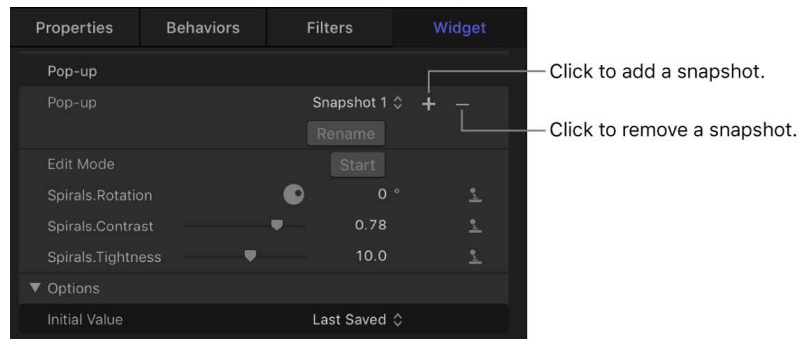 Properties Behaviors Filters Widget
Pop-up
Click to add a snapshot.
Pop-up Snapshot 1 + −
Rename
Click to remove a snapshot.
Edit Mode Start
Spirals.Rotation 0 °
Spirals.Contrast 0.78
Spirals.Tightness 10.0
Options
Initial Value Last Saved